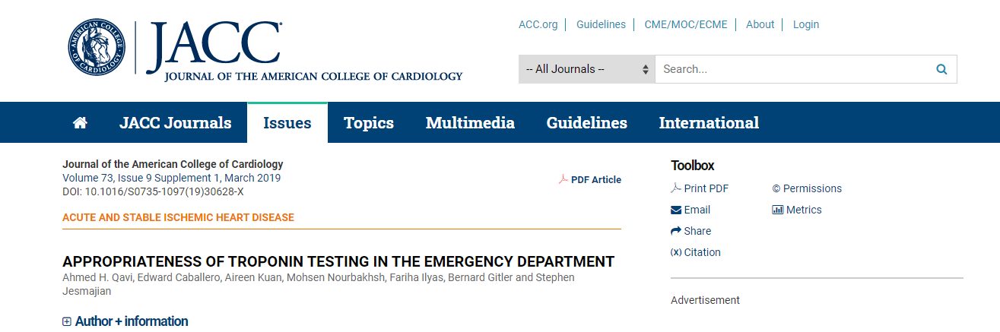 AMERICAN COLLEGE OF CARDIOLOGY
JACC
JOURNAL OF THE AMERICAN COLLEGE OF CARDIOLOGY
ACC.org | Guidelines | CME/MOC/ECME | About | Login
-- All Journals --
Search...
JACC Journals Issues Topics Multimedia Guidelines International
Journal of the American College of Cardiology
Volume 73, Issue 9 Supplement 1, March 2019
DOI: 10.1016/S0735-1097(19)30628-X
PDF Article
ACUTE AND STABLE ISCHEMIC HEART DISEASE
APPROPRIATENESS OF TROPONIN TESTING IN THE EMERGENCY DEPARTMENT
Ahmed H. Qavi, Edward Caballero, Aireen Kuan, Mohsen Nourbakhsh, Fariha Ilyas, Bernard Gitler and Stephen
Jesmajian
Author + information
Toolbox
Print PDF
© Permissions
Email
Metrics
Share
(x) Citation
Advertisement